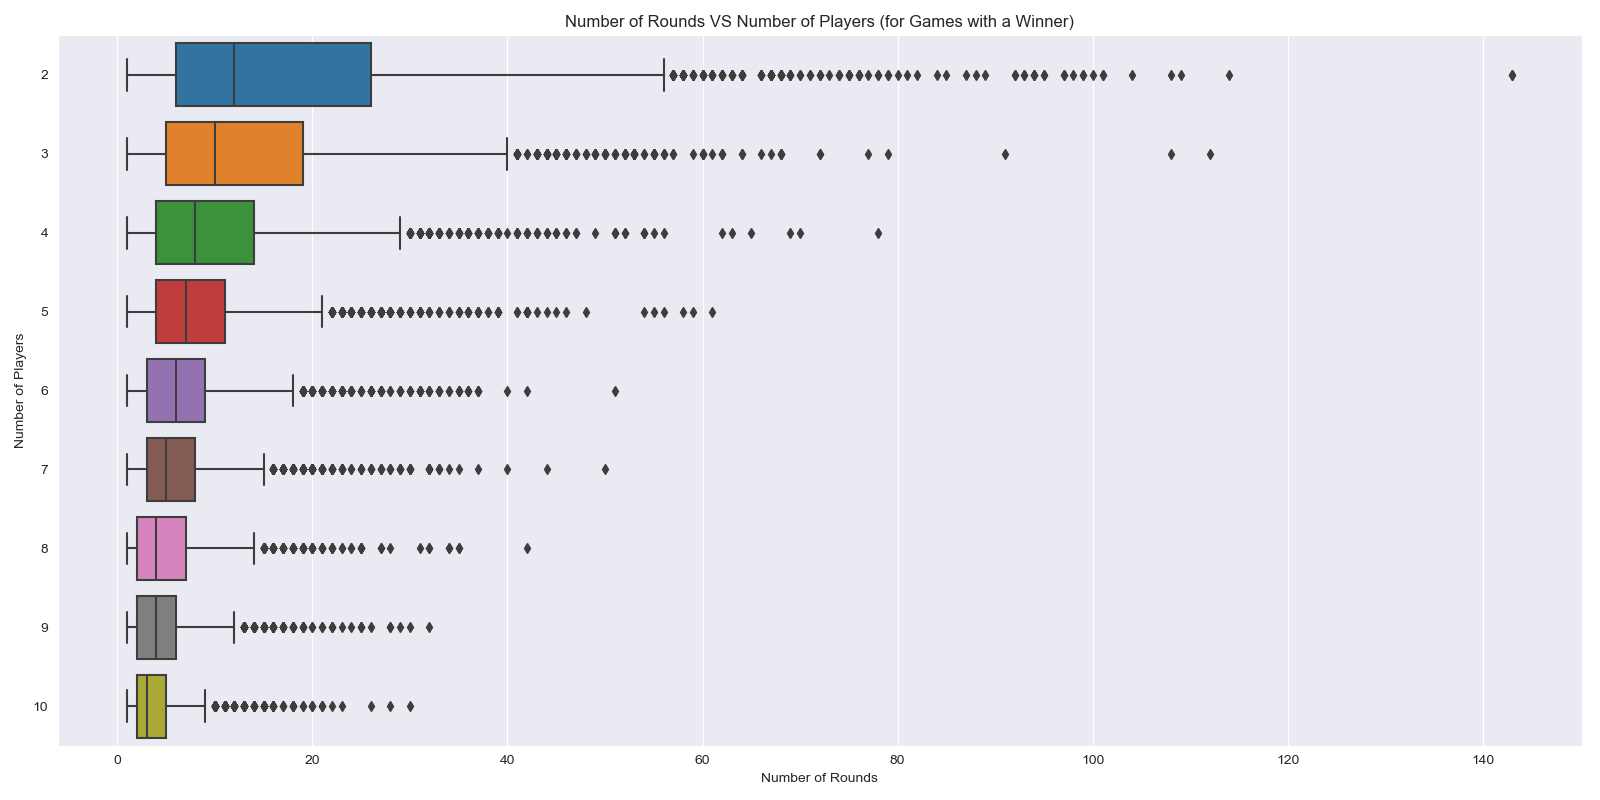 Number of Rounds VS Number of Players (for Games with a Winner)
Number of Players
2
3
4
5
6
7
8
9
10
0 20 40 60 80 100 120 140
Number of Rounds